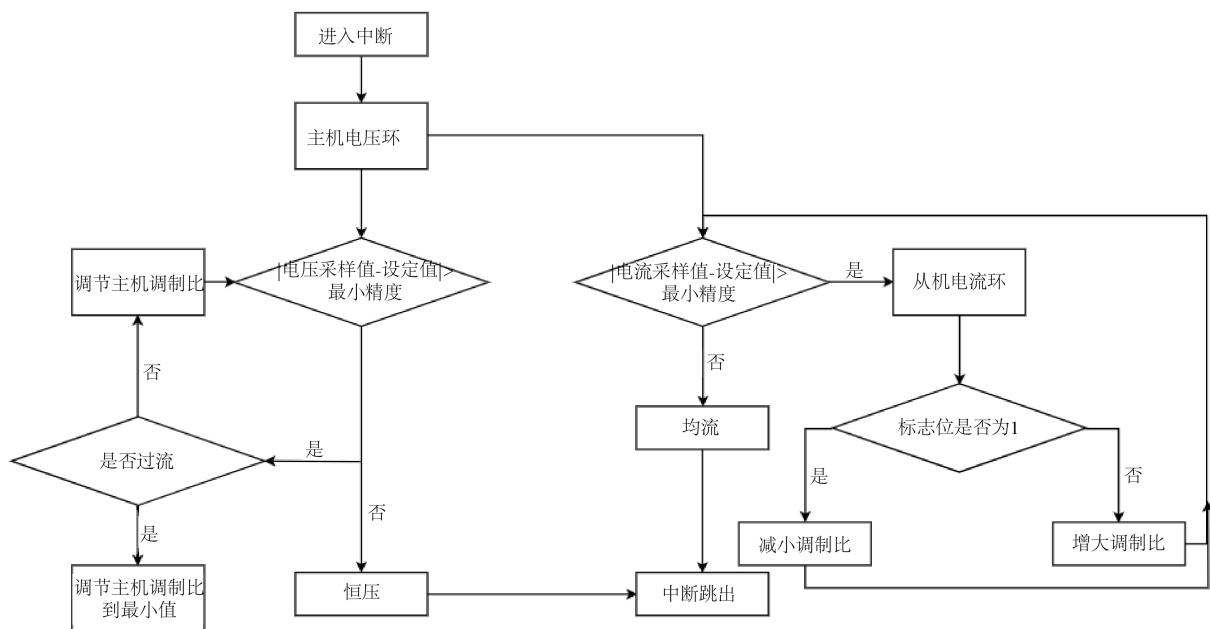 进入中断
主机电压环
|电压采样值-设定值|>
最小精度
调节主机调制比
否
是否过流
是
是
调节主机调制比
到最小值
否
恒压
|电流采样值-设定值|>
最小精度
是
从机电流环
否
均流
标志位是否为1
是
否
减小调制比
增大调制比
中断跳出